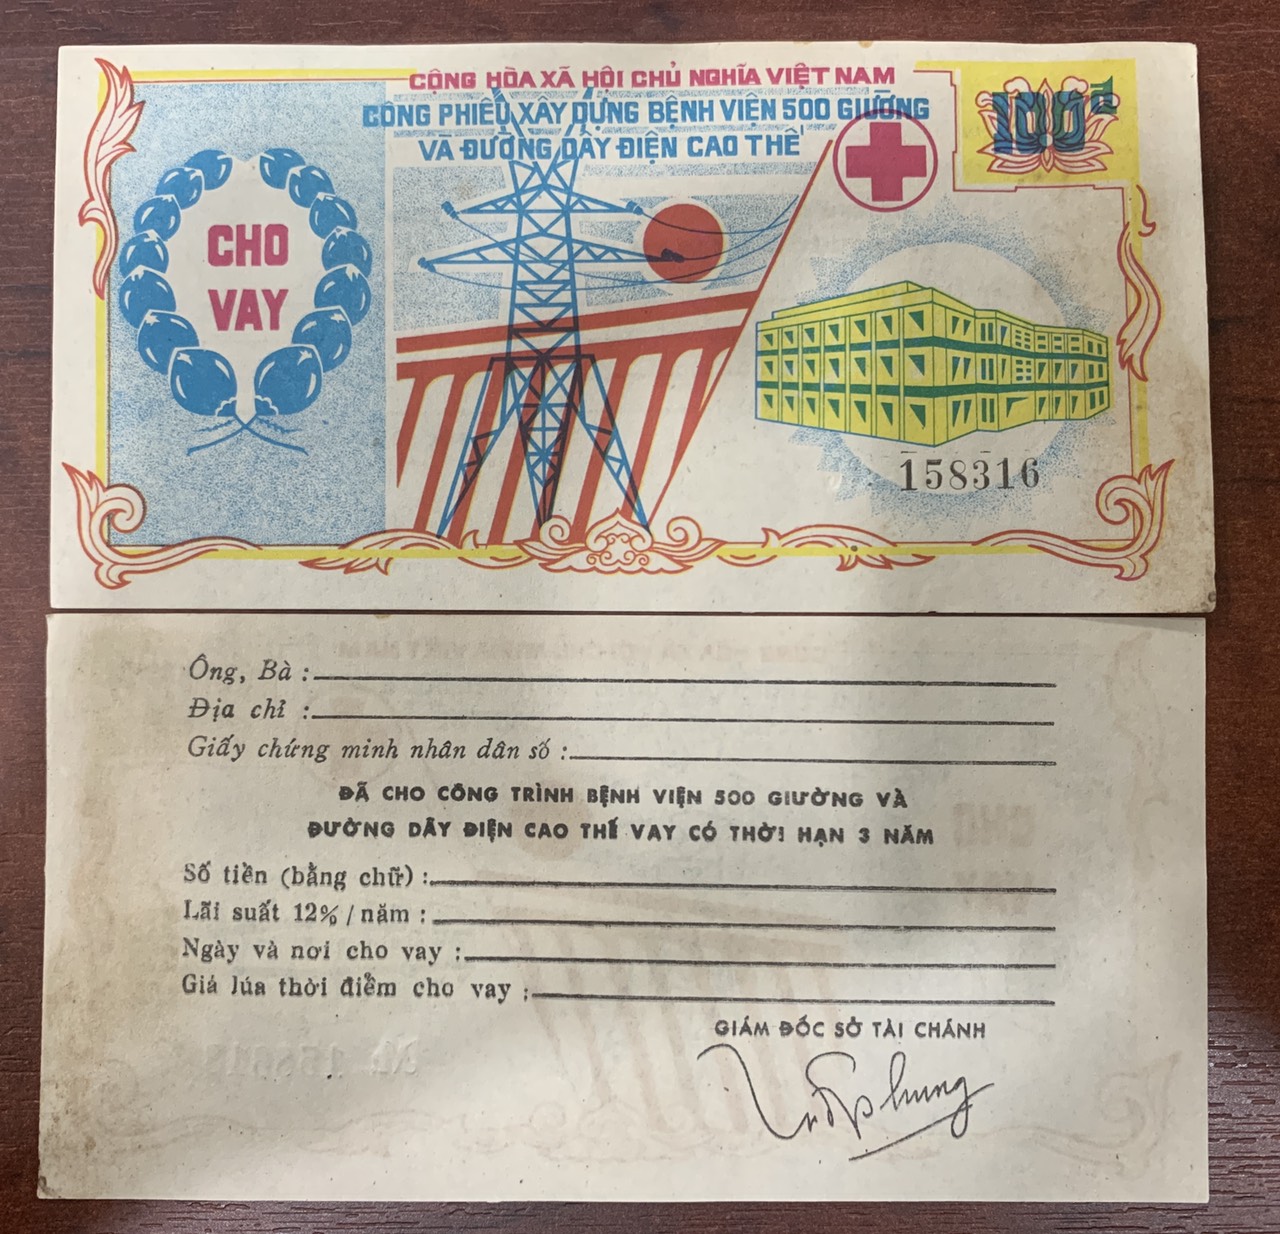 CỘNG HÒA XÃ HỘI CHỦ NGHĨA VIỆT NAM
CÔNG PHIẾU XÂY DỰNG BỆNH VIỆN 500 GIƯỜNG
VÀ ĐƯỜNG DÂY ĐIỆN CAO THẾ
100đ
CHO
VAY
158316
Ông, Bà :
Địa chỉ :
Giấy chứng minh nhân dân số :
ĐÃ CHO CÔNG TRÌNH BỆNH VIỆN 500 GIƯỜNG VÀ
ĐƯỜNG DÂY ĐIỆN CAO THẾ VAY CÓ THỜI HẠN 3 NĂM
Số tiền (bằng chữ) :
Lãi suất 12% / năm :
Ngày và nơi cho vay :
Giá lúa thời điểm cho vay :
GIÁM ĐỐC SỞ TÀI CHÁNH